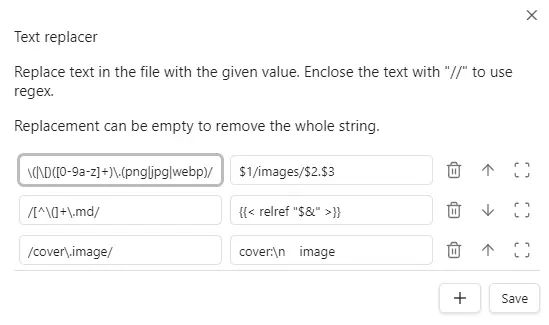 Text replacer
Replace text in the file with the given value. Enclose the text with "//" to use
regex.
Replacement can be empty to remove the whole string.
\(|\[)([0-9a-z]+)\.(png|jpg|webp)/ $1/images/$2.$3
/[^\(]+\.md/ {{< relref "$&" >}}
/cover\.image/ cover:\n    image
+ Save